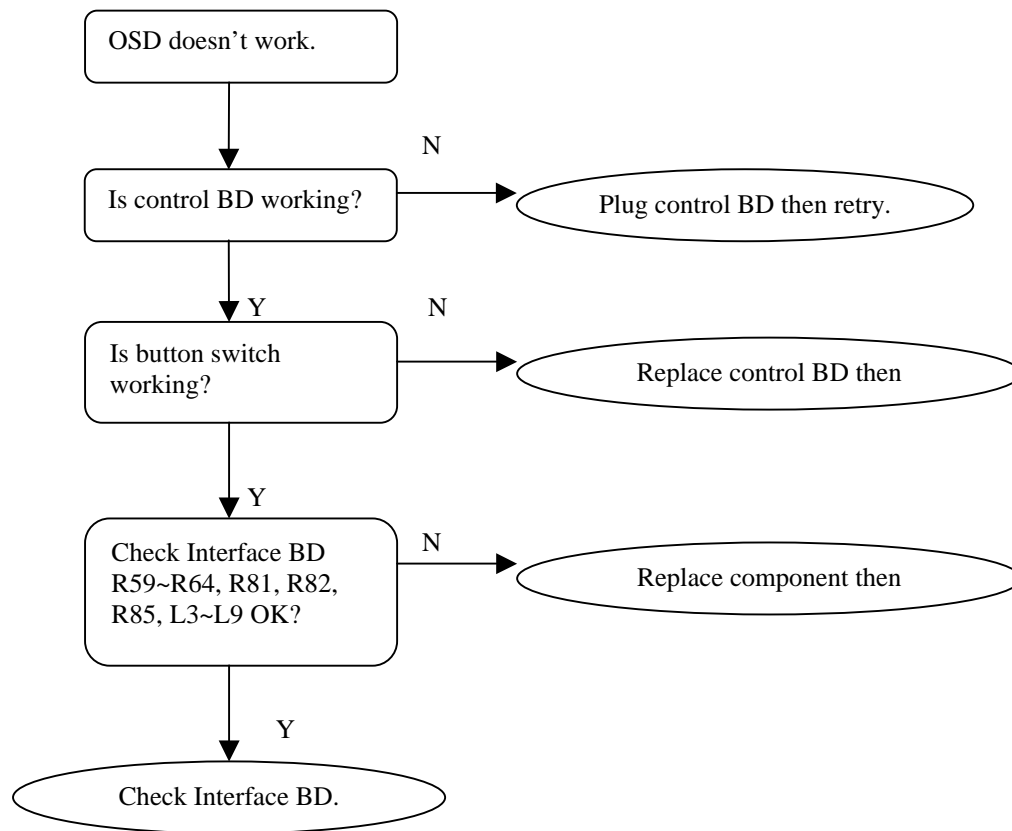 OSD doesn’t work.
N
Is control BD working?
Plug control BD then retry.
Y
N
Is button switch
working?
Replace control BD then
Y
Check Interface BD
R59~R64, R81, R82,
R85, L3~L9 OK?
N
Replace component then
Y
Check Interface BD.